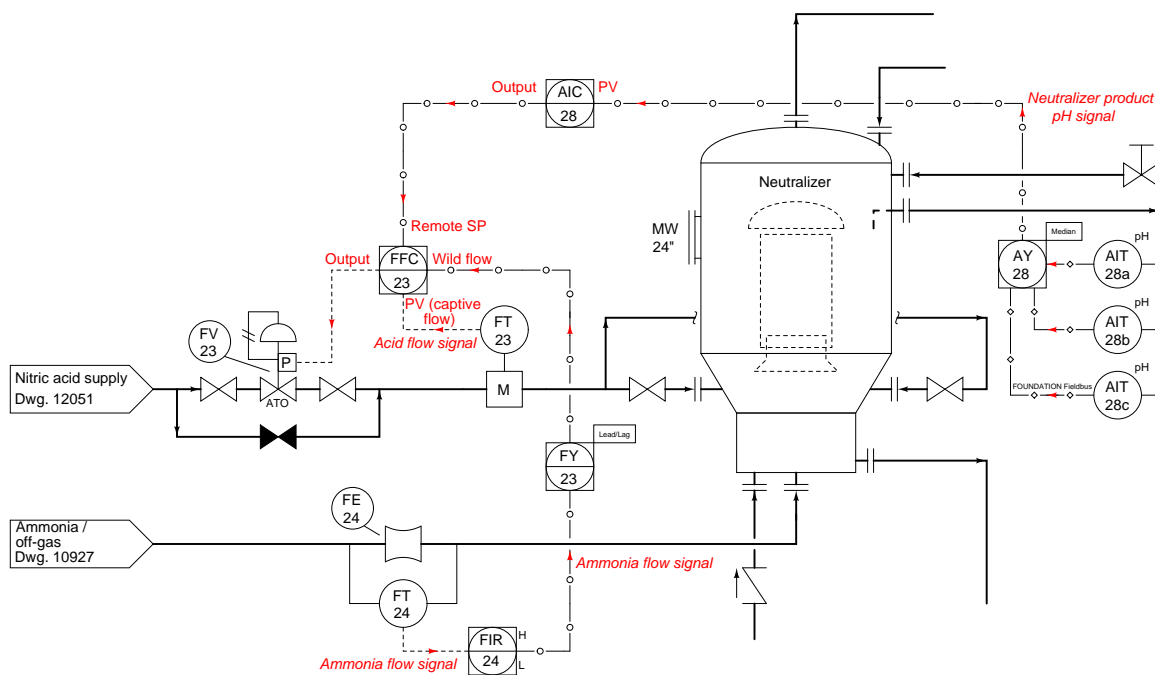 Output
AIC
28
PV
Neutralizer product
pH signal
Neutralizer
MW
24"
Remote SP
Output
FFC
23
Wild flow
PV (captive
flow)
Acid flow signal
FT
23
FV
23
P
ATO
M
Nitric acid supply
Dwg. 12051
Median
AY
28
pH
AIT
28a
pH
AIT
28b
pH
AIT
28c
FOUNDATION Fieldbus
Lead/Lag
FY
23
FE
24
Ammonia /
off-gas
Dwg. 10927
Ammonia flow signal
FT
24
FIR
24
H
L
Ammonia flow signal